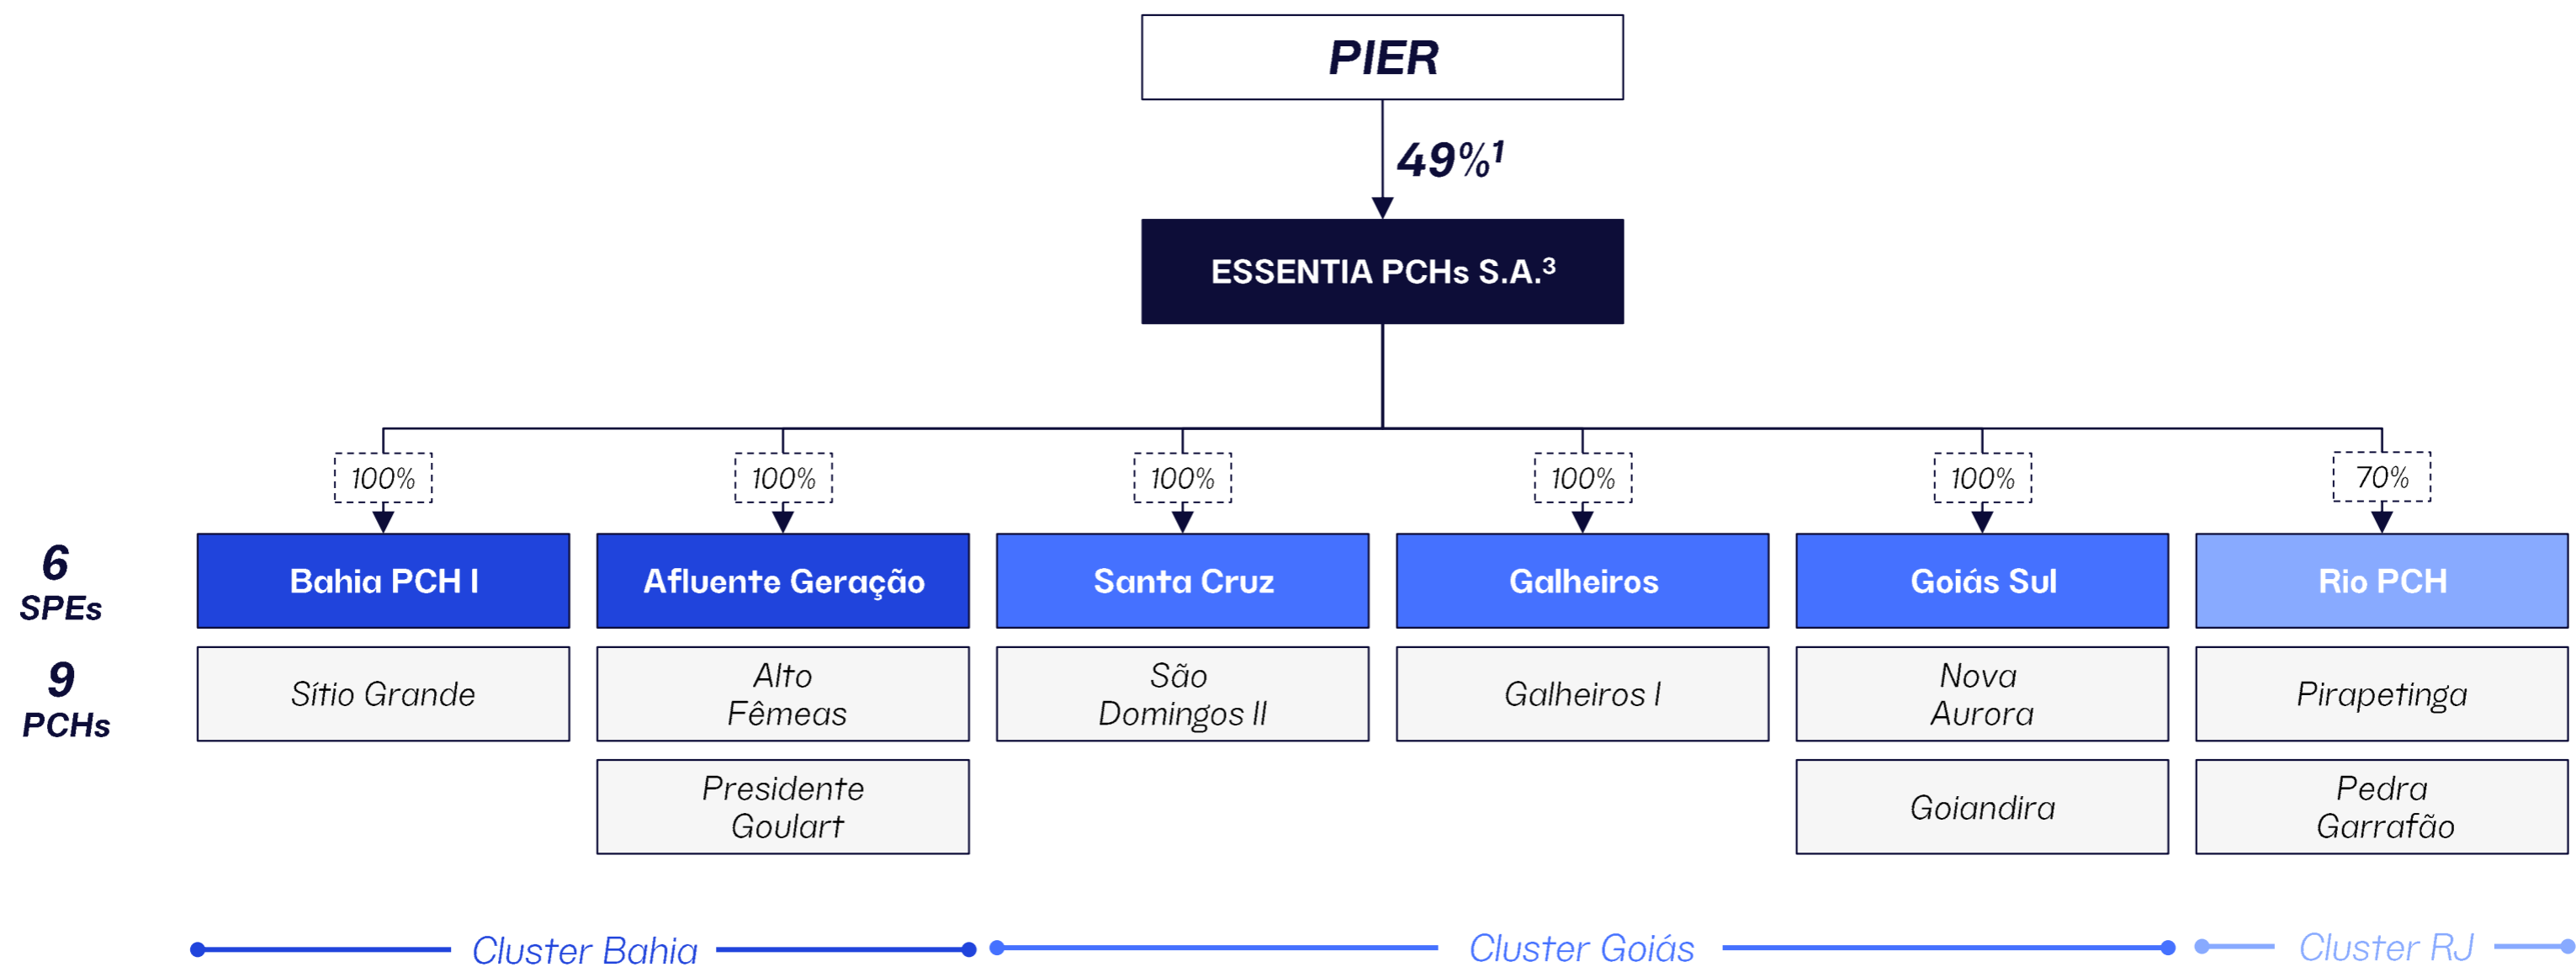 PIER
49%¹
ESSENTIA PCHs S.A.³
100%
100%
100%
100%
100%
70%
6
SPEs
Bahia PCH I
Afluente Geração
Santa Cruz
Galheiros
Goiás Sul
Rio PCH
9
PCHs
Sítio Grande
Alto
Fêmeas
São
Domingos II
Galheiros I
Nova
Aurora
Pirapetinga
Presidente
Goulart
Goiandira
Pedra
Garrafão
Cluster Bahia
Cluster Goiás
Cluster RJ